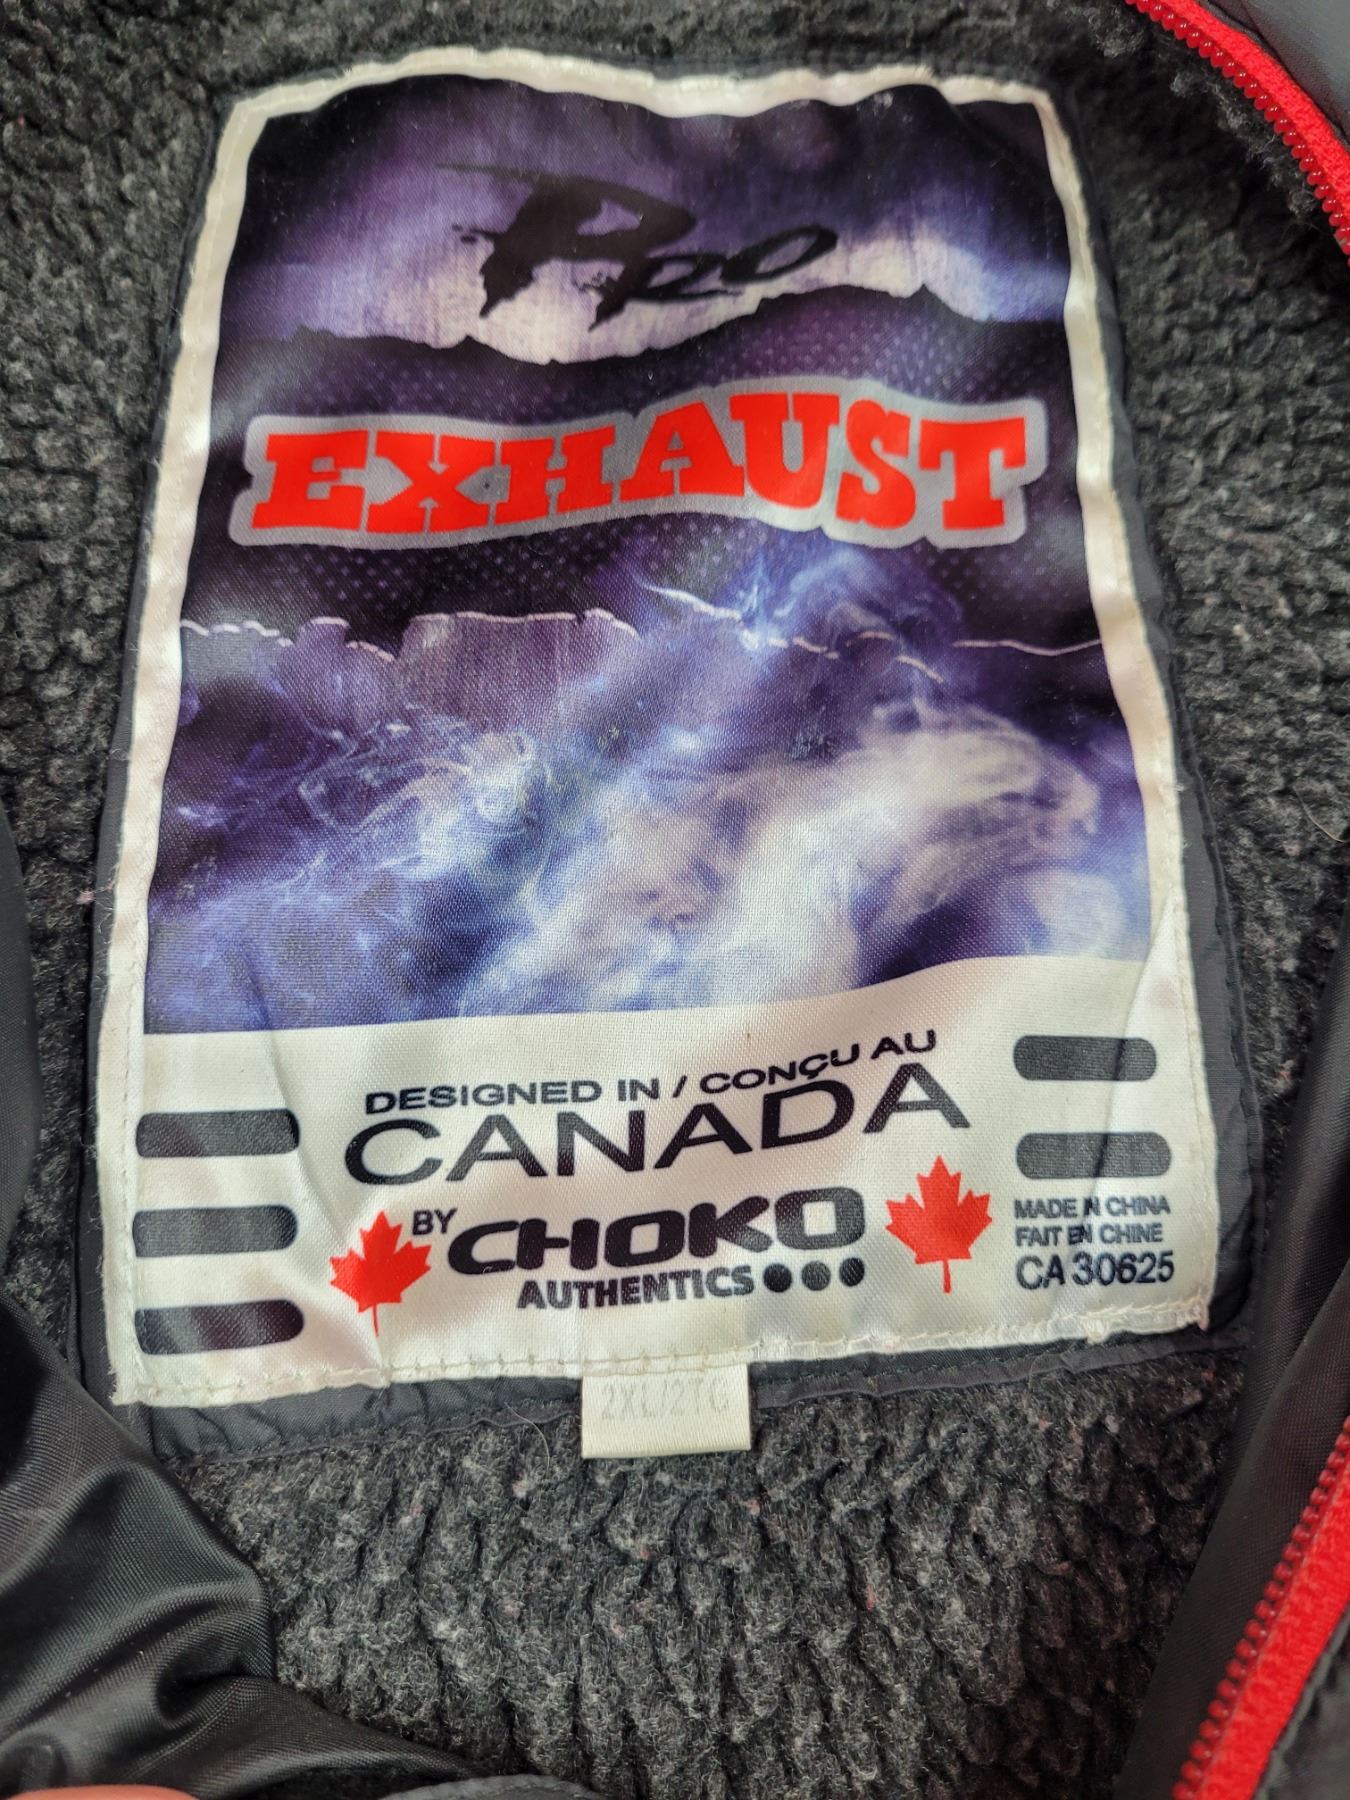 Pro
EXHAUST
DESIGNED IN / CONÇU AU
CANADA
BY CHOKO
AUTHENTICS
MADE IN CHINA
FAIT EN CHINE
CA 30625
2XL/2TG